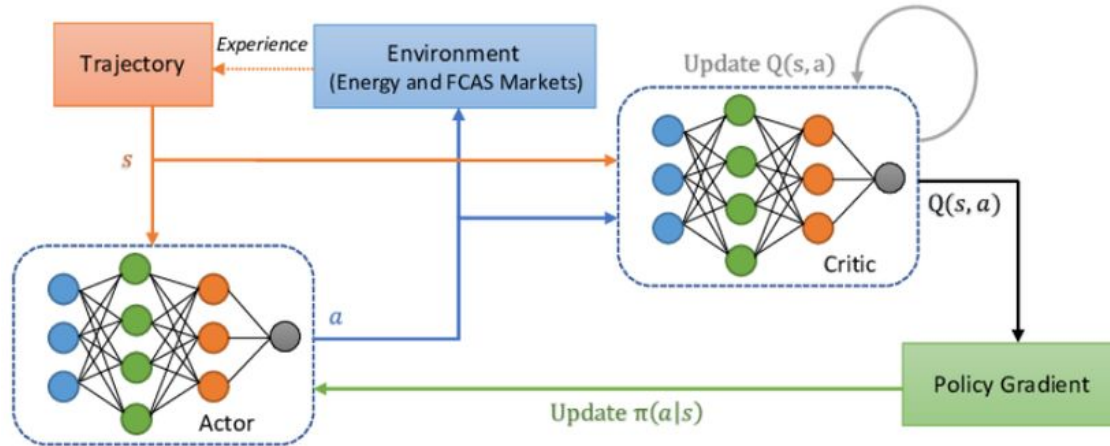 Trajectory
Experience
Environment
(Energy and FCAS Markets)
Update Q(s, a)
s
Q(s, a)
Critic
a
Actor
Update π(a|s)
Policy Gradient